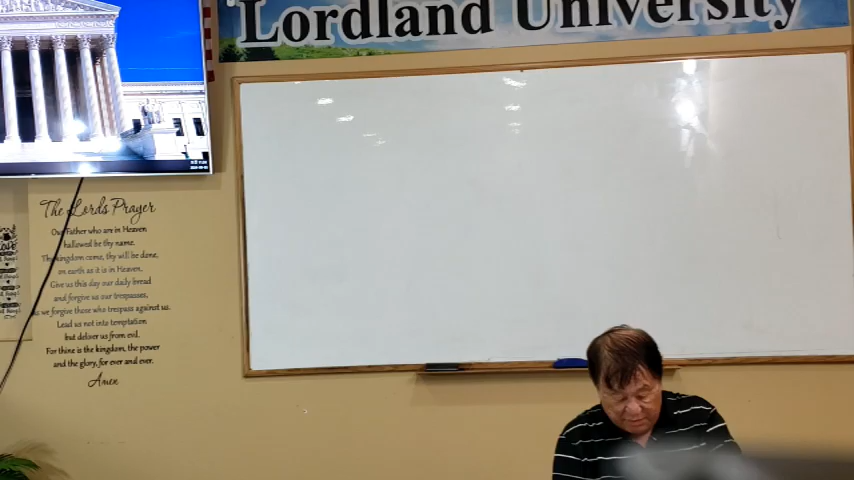 Lordland University
The Lord's Prayer
Our Father who are in Heaven
hallowed be thy name.
Thy kingdom come, thy will be done,
on earth as it is in Heaven.
Give us this day our daily bread
and forgive us our trespasses,
as we forgive those who trespass against us.
Lead us not into temptation
but deliver us from evil.
For thine is the kingdom, the power
and the glory, for ever and ever.
Amen